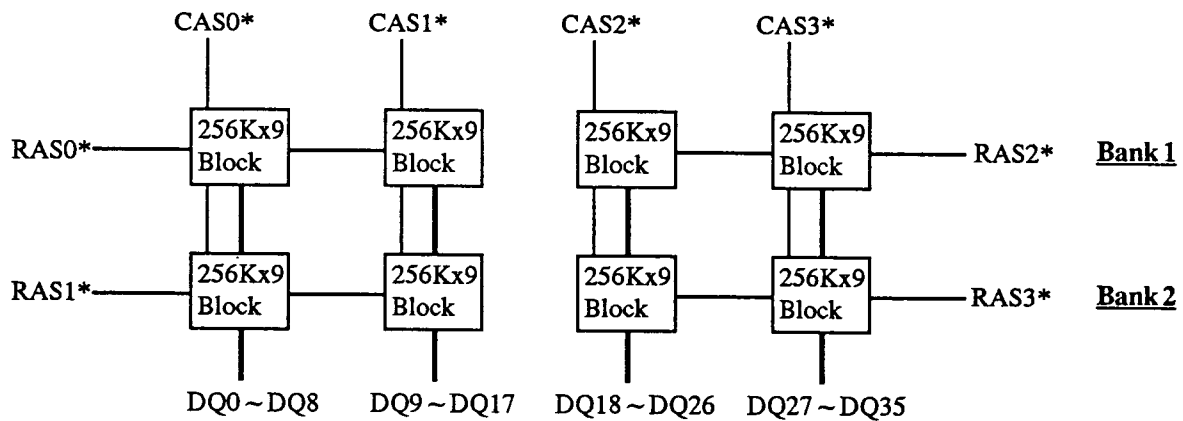 CAS0* CAS1* CAS2* CAS3*
RAS0* 256Kx9 Block 256Kx9 Block 256Kx9 Block 256Kx9 Block RAS2* Bank 1
RAS1* 256Kx9 Block 256Kx9 Block 256Kx9 Block 256Kx9 Block RAS3* Bank 2
DQ0~DQ8 DQ9~DQ17 DQ18~DQ26 DQ27~DQ35